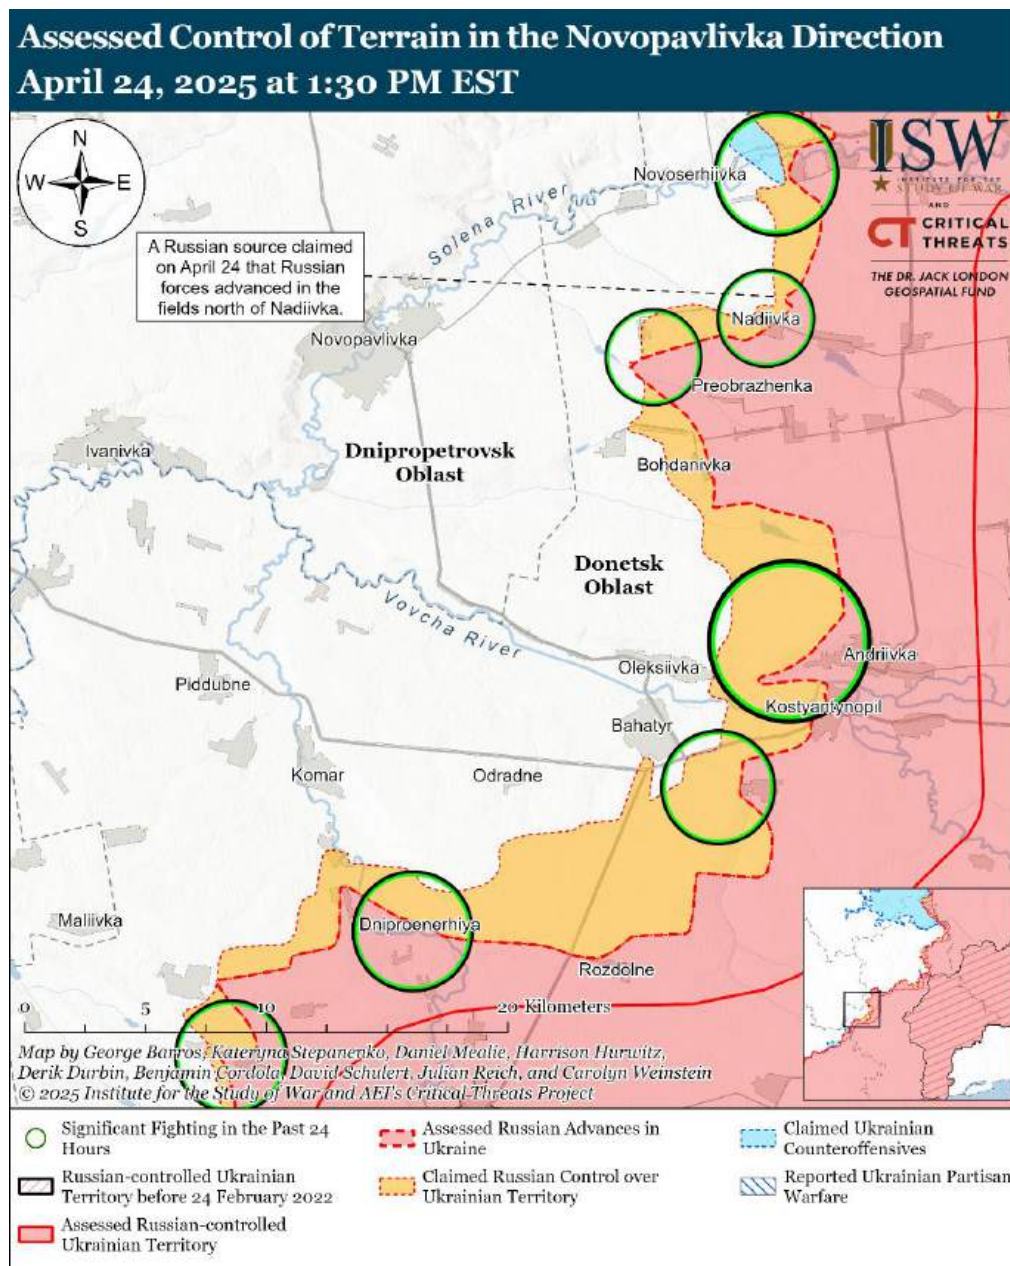 Assessed Control of Terrain in the Novopavlivka Direction
April 24, 2025 at 1:30 PM EST
N
W
E
S
A Russian source claimed
on April 24 that Russian
forces advanced in the
fields north of Nadiivka.
Solena River
Novoserhiivka
ISW
INSTITUTE FOR THE
STUDY OF WAR
AND
CT CRITICAL
THREATS
THE DR. JACK LONDON
GEOSPATIAL FUND
Nadiivka
Novopavlivka
Preobrazhenka
Ivanivka
Dnipropetrovsk
Oblast
Bohdanivka
Donetsk
Oblast
Vovcha River
Oleksiivka
Andriivka
Piddubne
Kostyantynopil
Bahatyr
Komar
Odradne
Maliivka
Dniproenerhiya
Rozdolne
0
5
10
20 Kilometers
Map by George Barros, Kateryna Stepanenko, Daniel Mealie, Harrison Hurwitz,
Derik Durbin, Benjamin Cordola, David Schulert, Julian Reich, and Carolyn Weinstein
© 2025 Institute for the Study of War and AEI's Critical Threats Project
Significant Fighting in the Past 24
Hours
Russian-controlled Ukrainian
Territory before 24 February 2022
Assessed Russian-controlled
Ukrainian Territory
Assessed Russian Advances in
Ukraine
Claimed Russian Control over
Ukrainian Territory
Claimed Ukrainian
Counteroffensives
Reported Ukrainian Partisan
Warfare